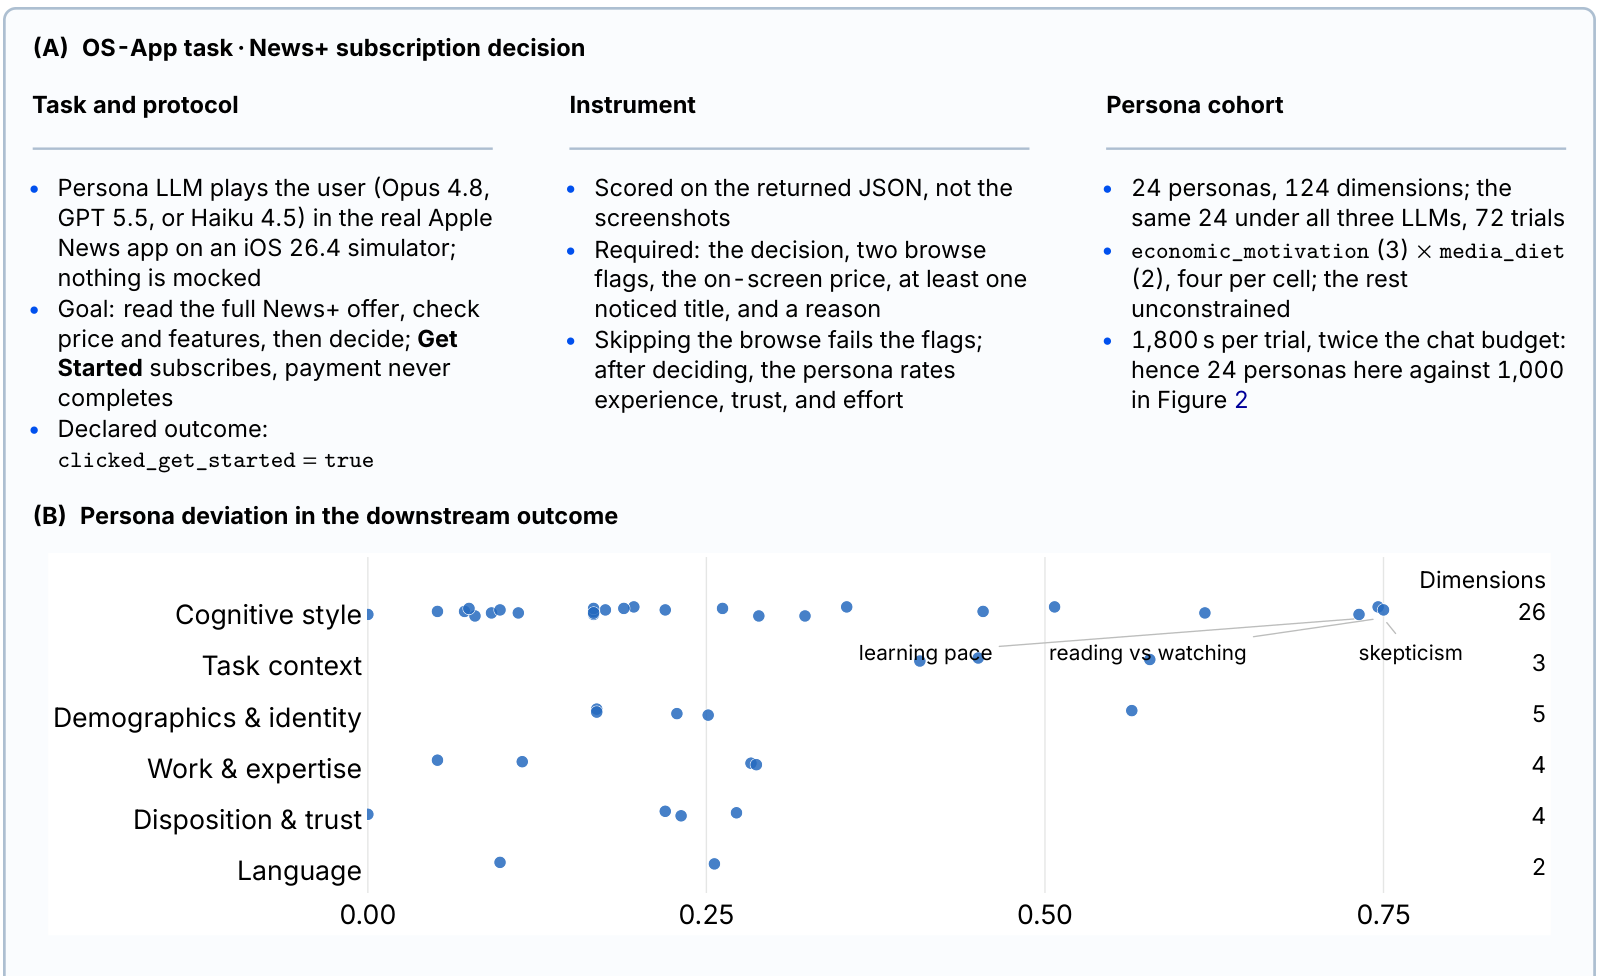 (A) OS-App task · News+ subscription decision
Task and protocol
• Persona LLM plays the user (Opus 4.8,
GPT 5.5, or Haiku 4.5) in the real Apple
News app on an iOS 26.4 simulator;
nothing is mocked
• Goal: read the full News+ offer, check
price and features, then decide; Get
Started subscribes, payment never
completes
• Declared outcome:
clicked_get_started = true
Instrument
• Scored on the returned JSON, not the
screenshots
• Required: the decision, two browse
flags, the on-screen price, at least one
noticed title, and a reason
• Skipping the browse fails the flags;
after deciding, the persona rates
experience, trust, and effort
Persona cohort
• 24 personas, 124 dimensions; the
same 24 under all three LLMs, 72 trials
• economic_motivation (3) × media_diet
(2), four per cell; the rest
unconstrained
• 1,800 s per trial, twice the chat budget:
hence 24 personas here against 1,000
in Figure 2
(B) Persona deviation in the downstream outcome
Dimensions
Cognitive style 26
learning pace reading vs watching skepticism
Task context 3
Demographics & identity 5
Work & expertise 4
Disposition & trust 4
Language 2
0.00 0.25 0.50 0.75